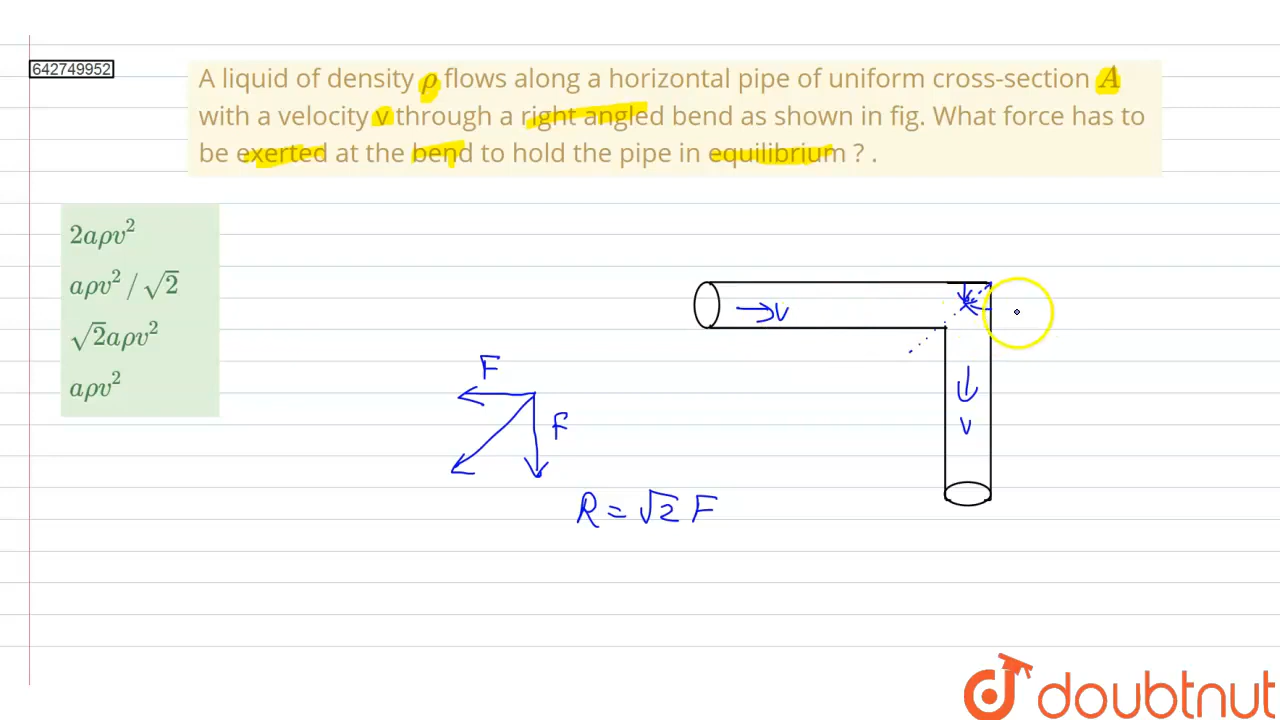 642749952
A liquid of density ρ flows along a horizontal pipe of uniform cross-section A
with a velocity v through a right angled bend as shown in fig. What force has to
be exerted at the bend to hold the pipe in equilibrium ? .
2aρv²
aρv² / √2
√2aρv²
aρv²
→v
F
F
v
R = √2 F
doubtnut